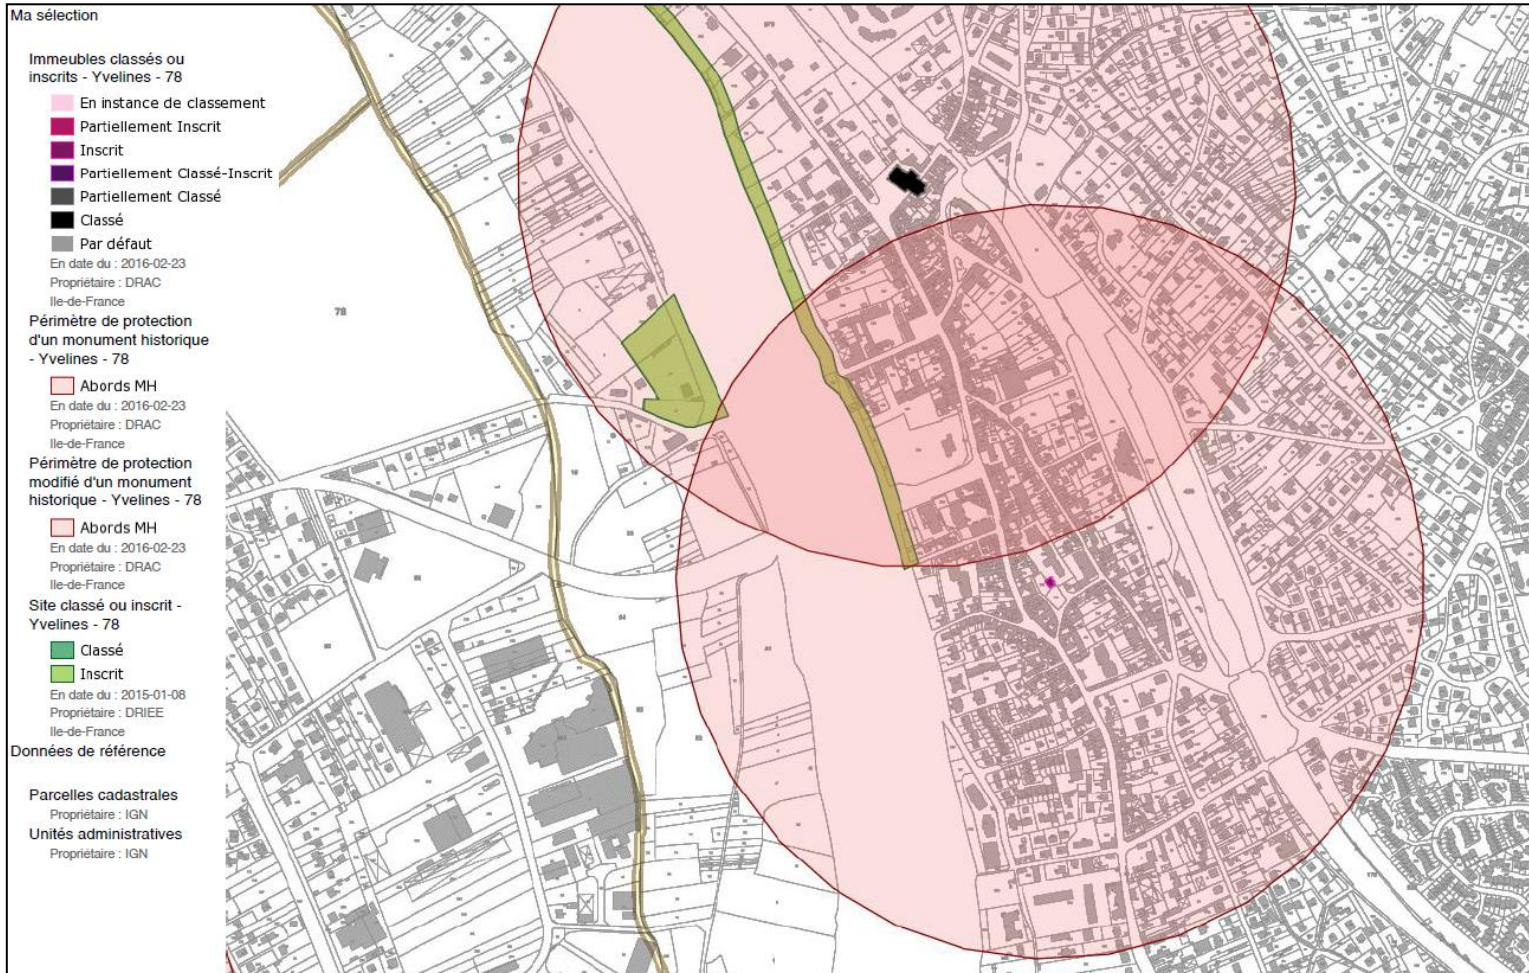 Ma sélection
Immeubles classés ou
inscrits - Yvelines - 78
En instance de classement
Partiellement Inscrit
Inscrit
Partiellement Classé-Inscrit
Partiellement Classé
Classé
Par défaut
En date du : 2016-02-23
Propriétaire : DRAC
Ile-de-France
Périmètre de protection
d'un monument historique
- Yvelines - 78
Abords MH
En date du : 2016-02-23
Propriétaire : DRAC
Ile-de-France
Périmètre de protection
modifié d'un monument
historique - Yvelines - 78
Abords MH
En date du : 2016-02-23
Propriétaire : DRAC
Ile-de-France
Site classé ou inscrit -
Yvelines - 78
Classé
Inscrit
En date du : 2015-01-08
Propriétaire : DRIEE
Ile-de-France
Données de référence
Parcelles cadastrales
Propriétaire : IGN
Unités administratives
Propriétaire : IGN
78